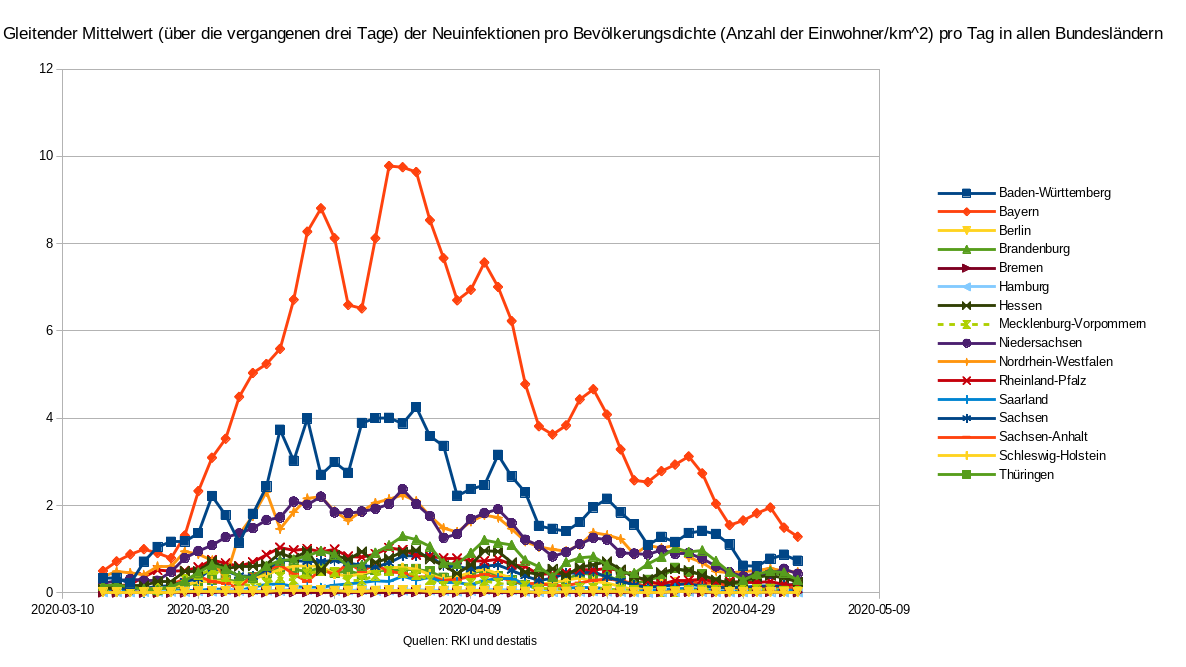 Gleitender Mittelwert (über die vergangenen drei Tage) der Neuinfektionen pro Bevölkerungsdichte (Anzahl der Einwohner/km^2) pro Tag in allen Bundesländern
12
10
8
6
4
2
0
2020-03-10
2020-03-20
2020-03-30
2020-04-09
2020-04-19
2020-04-29
2020-05-09
Quellen: RKI und destatis
Baden-Württemberg
Bayern
Berlin
Brandenburg
Bremen
Hamburg
Hessen
Mecklenburg-Vorpommern
Niedersachsen
Nordrhein-Westfalen
Rheinland-Pfalz
Saarland
Sachsen
Sachsen-Anhalt
Schleswig-Holstein
Thüringen